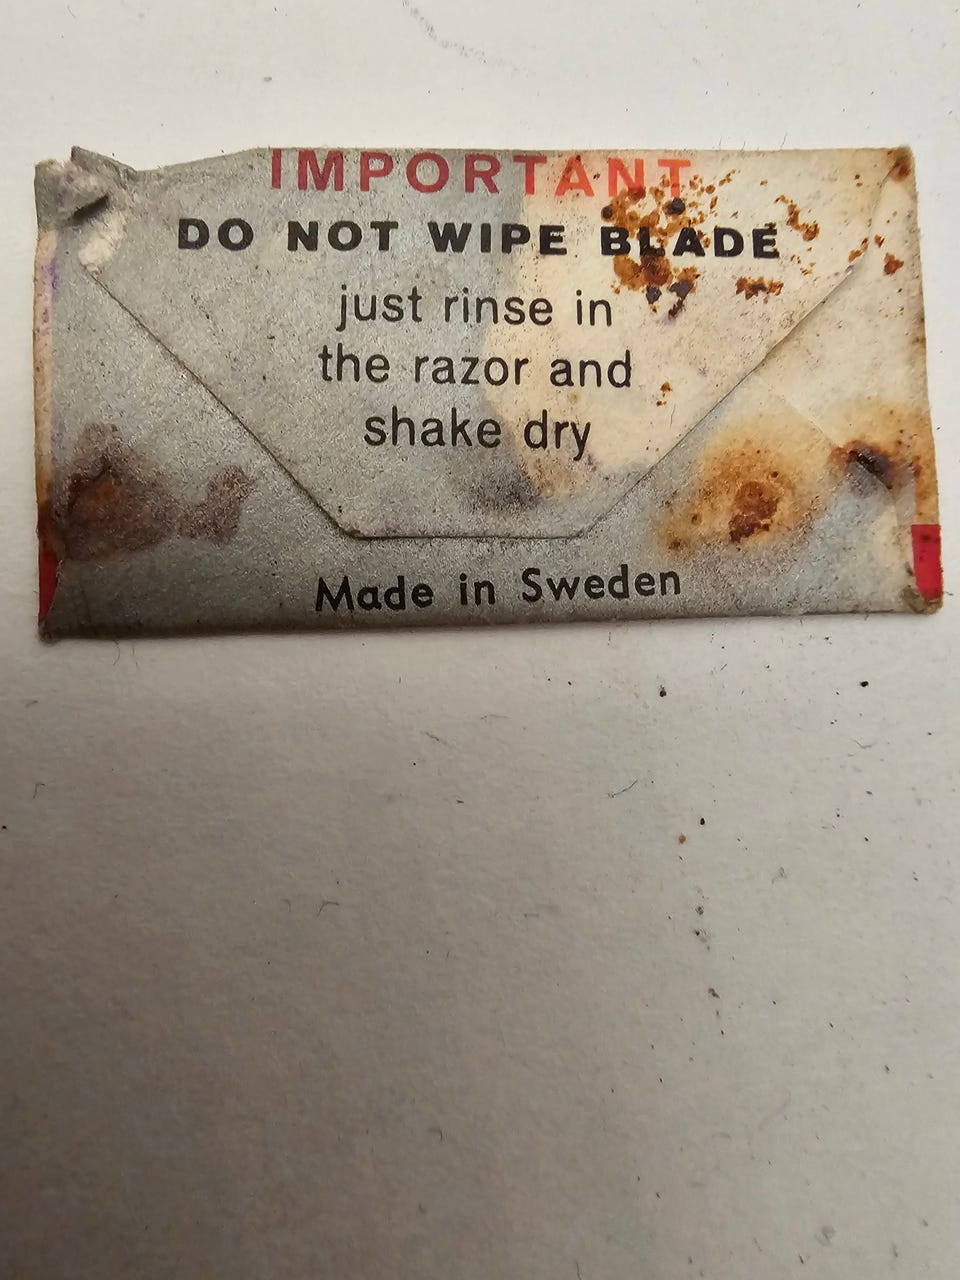 IMPORTANT
DO NOT WIPE BLADE
just rinse in
the razor and
shake dry
Made in Sweden